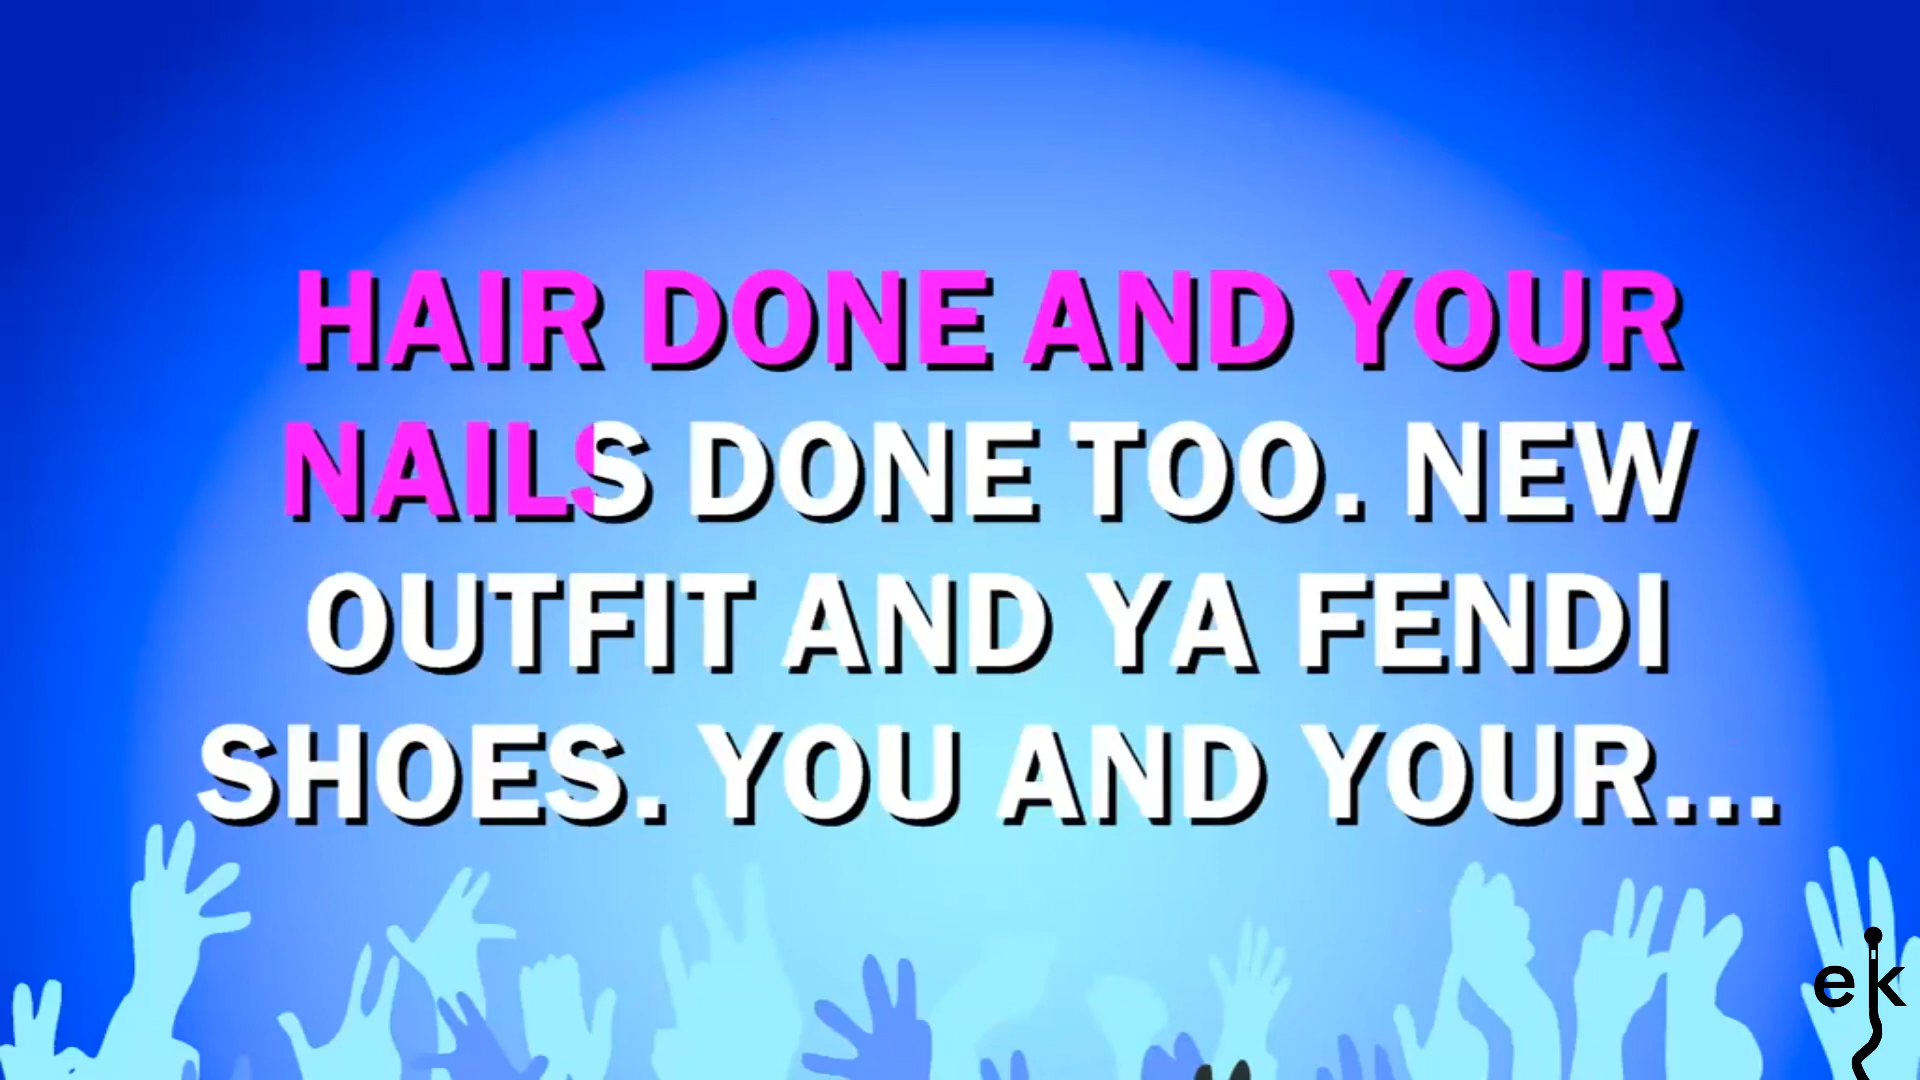 HAIR DONE AND YOUR
NAILS DONE TOO. NEW
OUTFIT AND YA FENDI
SHOES. YOU AND YOUR...
ek